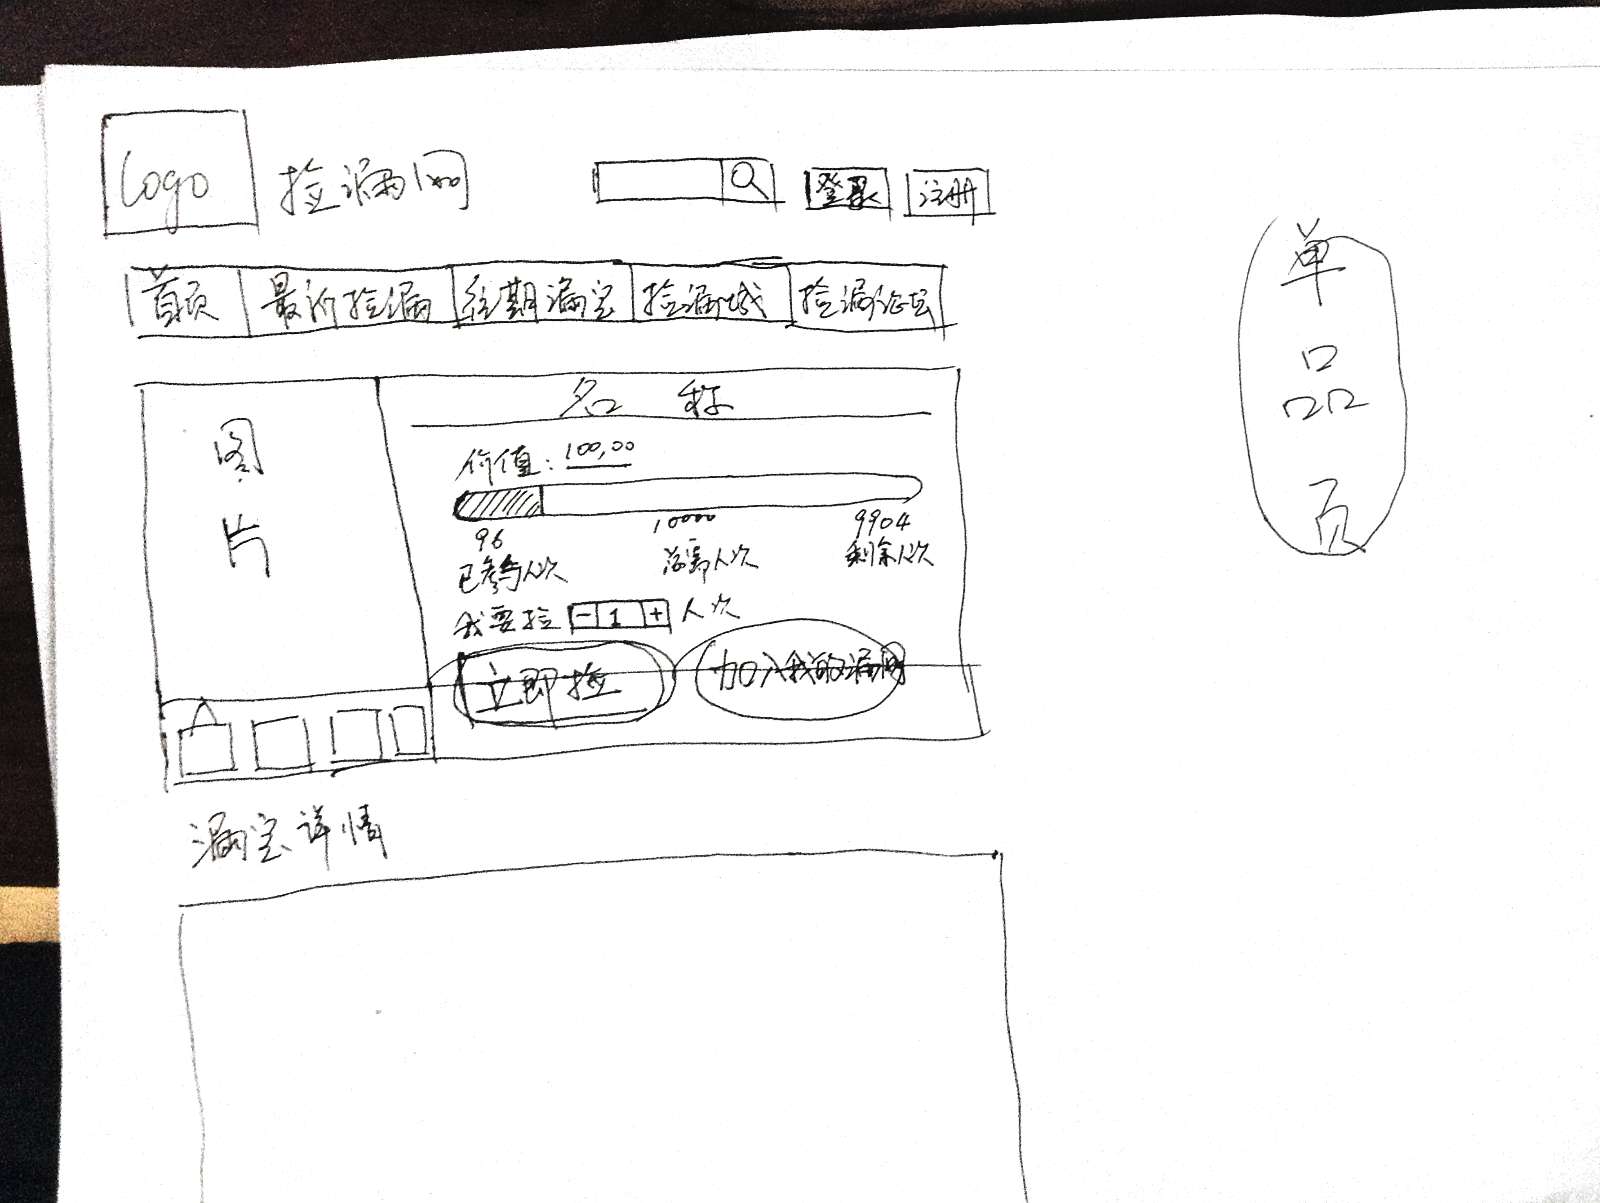 Logo 捡漏网 登录 注册
首页 最新捡漏 往期漏宝 捡漏城 捡漏论坛
单品页
图片
名称
价值:100,00
96 10000 9904
已参与人次 总需人次 剩余人次
我要捡 - 1 + 人次
立即捡 加入我的漏网
漏宝详情